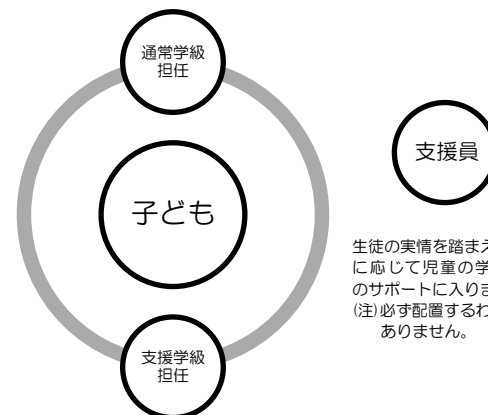 通常学級
担任
子ども
支援学級
担任
支援員
生徒の実情を踏まえ
に応じて児童の学
のサポートに入りま
(注)必ず配置するわ
ありません。